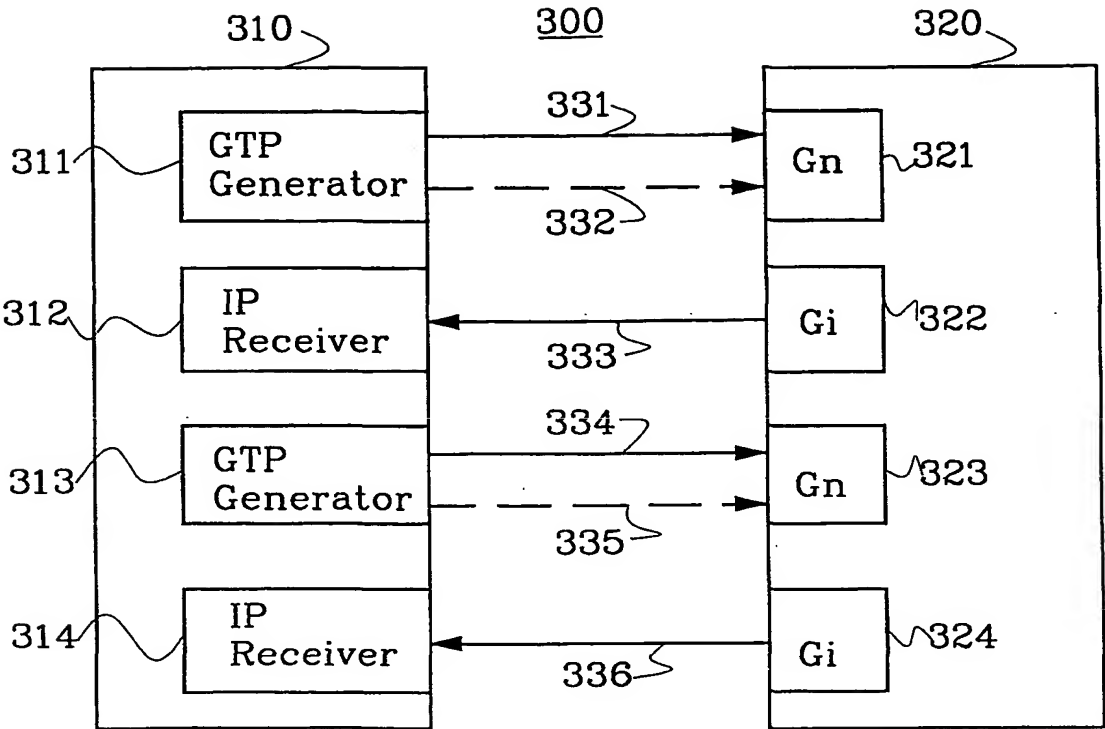 310
300
320
331
311
GTP
Generator
Gn
321
332
312
IP
Receiver
Gi
322
333
334
313
GTP
Generator
Gn
323
335
314
IP
Receiver
Gi
324
336